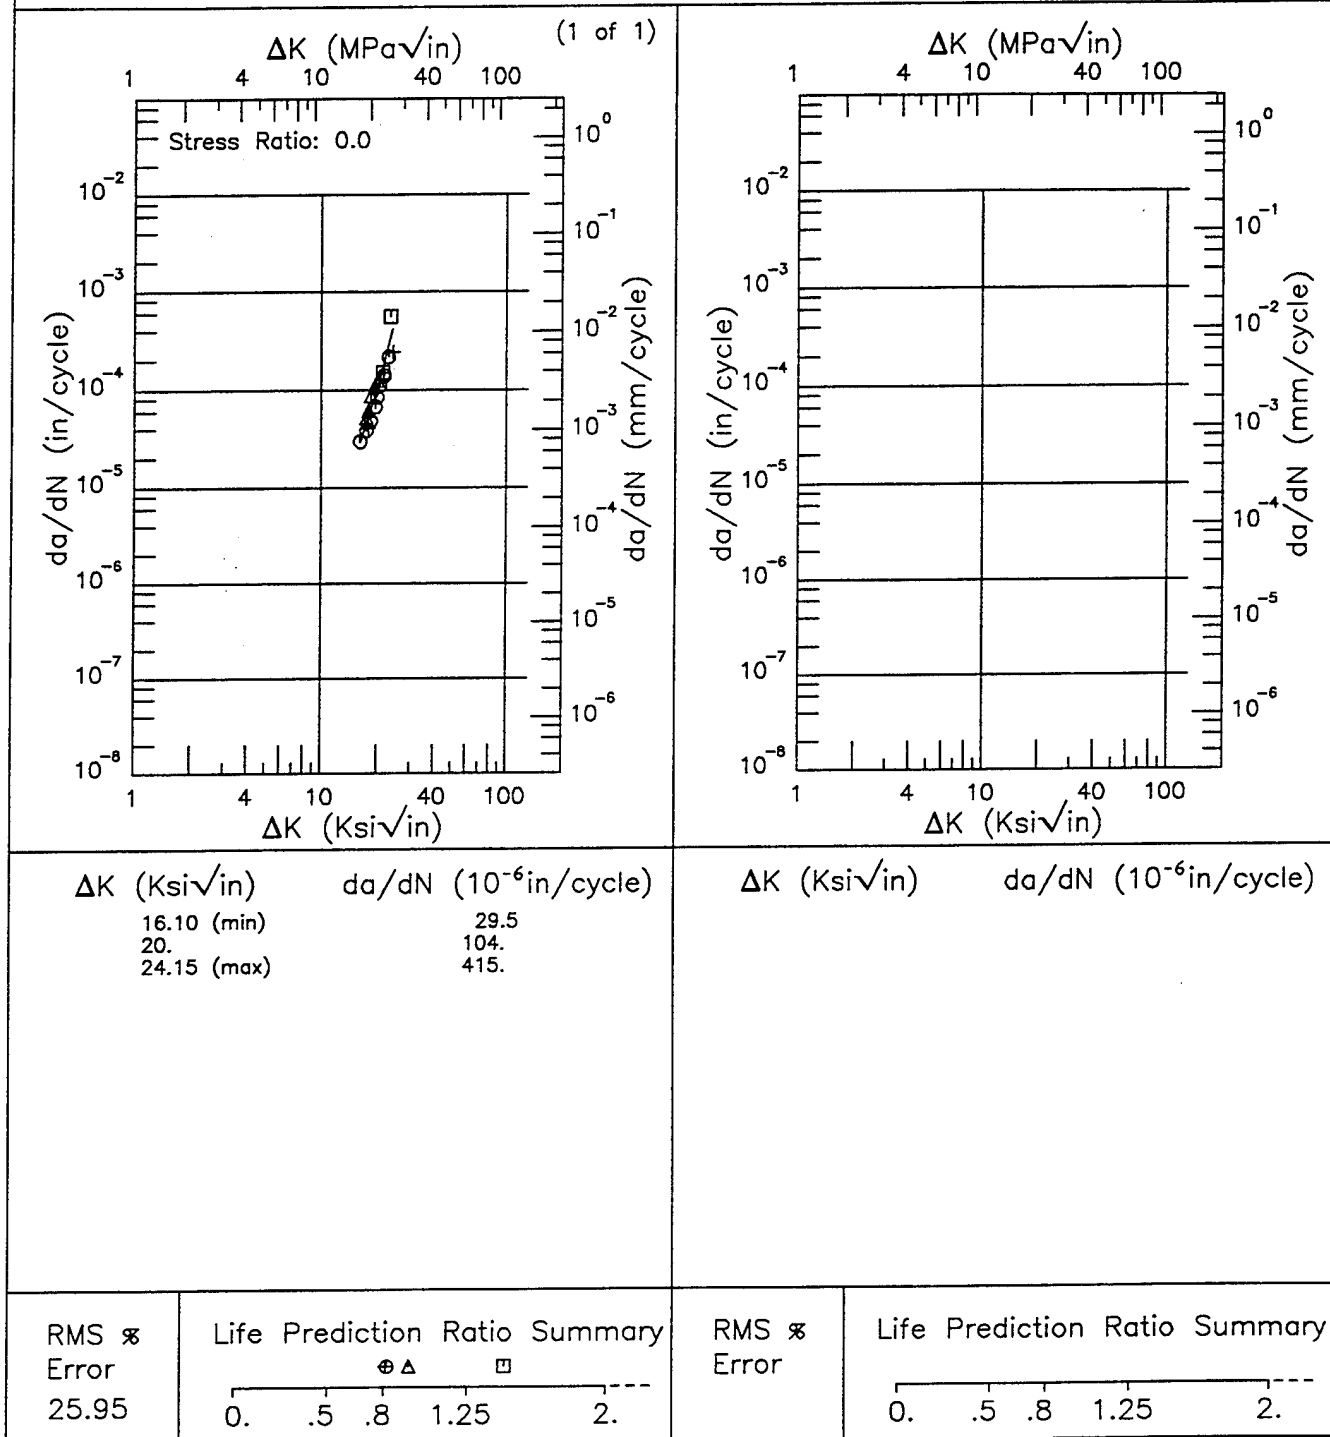 (1 of 1)
ΔK (MPa√in)
1 4 10 40 100
Stress Ratio: 0.0
10⁻²
10⁻³
10⁻⁴
10⁻⁵
10⁻⁶
10⁻⁷
10⁻⁸
da/dN (in/cycle)
10⁰
10⁻¹
10⁻²
10⁻³
10⁻⁴
10⁻⁵
10⁻⁶
da/dN (mm/cycle)
1 4 10 40 100
ΔK (Ksi√in)
ΔK (MPa√in)
1 4 10 40 100
10⁻²
10⁻³
10⁻⁴
10⁻⁵
10⁻⁶
10⁻⁷
10⁻⁸
da/dN (in/cycle)
10⁰
10⁻¹
10⁻²
10⁻³
10⁻⁴
10⁻⁵
10⁻⁶
da/dN (mm/cycle)
1 4 10 40 100
ΔK (Ksi√in)
ΔK (Ksi√in) da/dN (10⁻⁶in/cycle)
16.10 (min) 29.5
20. 104.
24.15 (max) 415.
ΔK (Ksi√in) da/dN (10⁻⁶in/cycle)
RMS %
Error
25.95
Life Prediction Ratio Summary
0. .5 .8 1.25 2.
RMS %
Error
Life Prediction Ratio Summary
0. .5 .8 1.25 2.